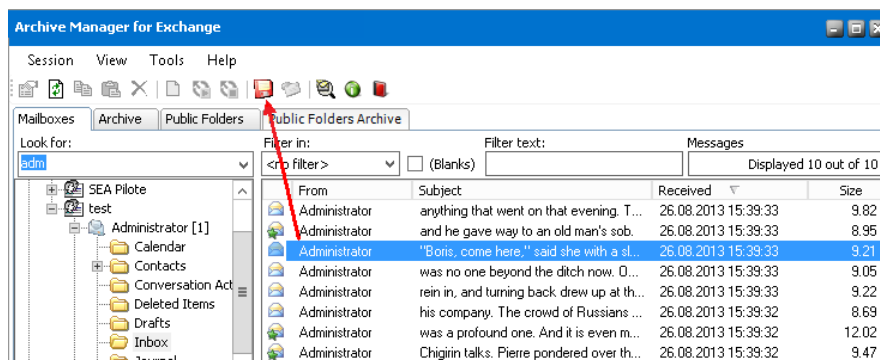 Archive Manager for Exchange
Session View Tools Help
Mailboxes Archive Public Folders Public Folders Archive
Look for: Filter in: Filter text: Messages
adm <no filter> (Blanks) Displayed 10 out of 10
From Subject Received Size
SEA Pilote
test
Administrator [1]
Calendar
Contacts
Conversation Act
Deleted Items
Drafts
Inbox
Journal
Administrator anything that went on that evening. T... 26.08.2013 15:39:33 9.82
Administrator and he gave way to an old man's sob. 26.08.2013 15:39:33 8.95
Administrator "Boris, come here," said she with a sl... 26.08.2013 15:39:33 9.21
Administrator was no one beyond the ditch now. O... 26.08.2013 15:39:33 9.05
Administrator rein in, and turning back drew up at th... 26.08.2013 15:39:33 9.22
Administrator his company. The crowd of Russians ... 26.08.2013 15:39:32 8.69
Administrator was a profound one. And it is even m... 26.08.2013 15:39:32 12.02
Administrator Chigirin talks. Pierre pondered over th... 26.08.2013 15:39:32 9.47